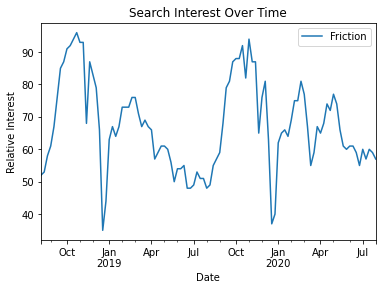 Search Interest Over Time
Friction
Relative Interest
90
80
70
60
50
40
Oct Jan Apr Jul Oct Jan Apr Jul
2019 2020
Date